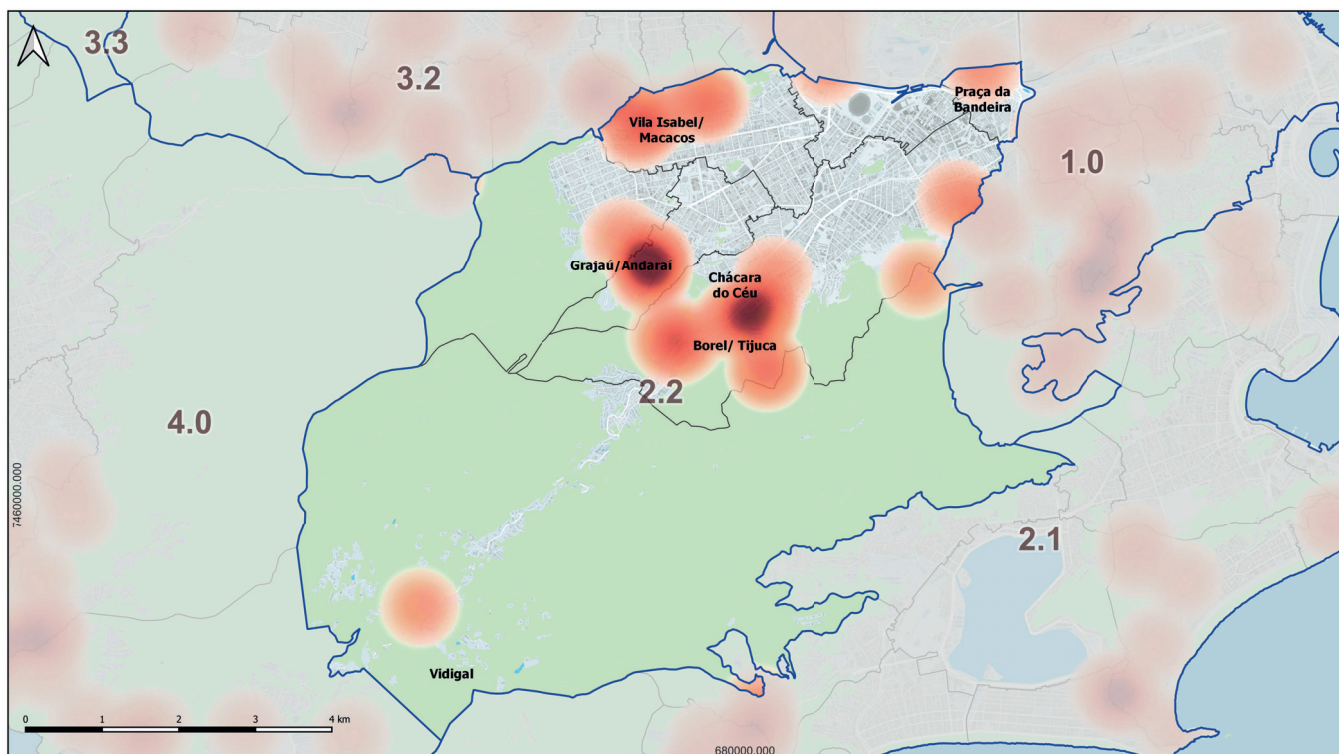 3.3
3.2
Praça da
Bandeira
Vila Isabel/
Macacos
1.0
Grajaú/Andaraí
Chácara
do Céu
Borel/ Tijuca
2.2
4.0
7460000.000
2.1
Vidigal
0 1 2 3 4 km
680000.000